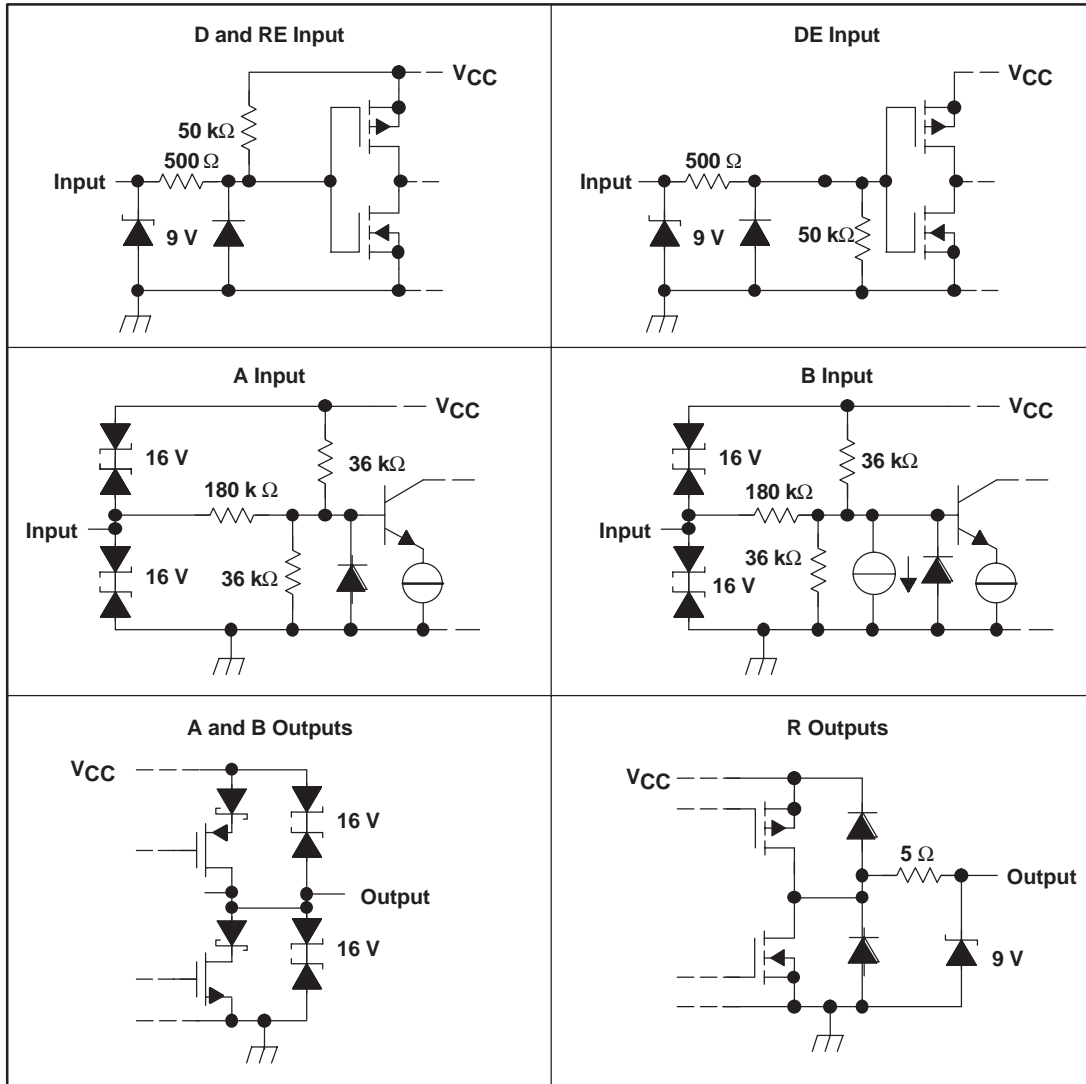 D and RE Input
VCC
50 kΩ
500 Ω
Input
9 V
DE Input
VCC
500 Ω
Input
9 V
50 kΩ
A Input
VCC
16 V
36 kΩ
180 k Ω
Input
16 V
36 kΩ
B Input
VCC
16 V
36 kΩ
180 kΩ
Input
36 kΩ
16 V
A and B Outputs
VCC
16 V
Output
16 V
R Outputs
VCC
5 Ω
Output
9 V